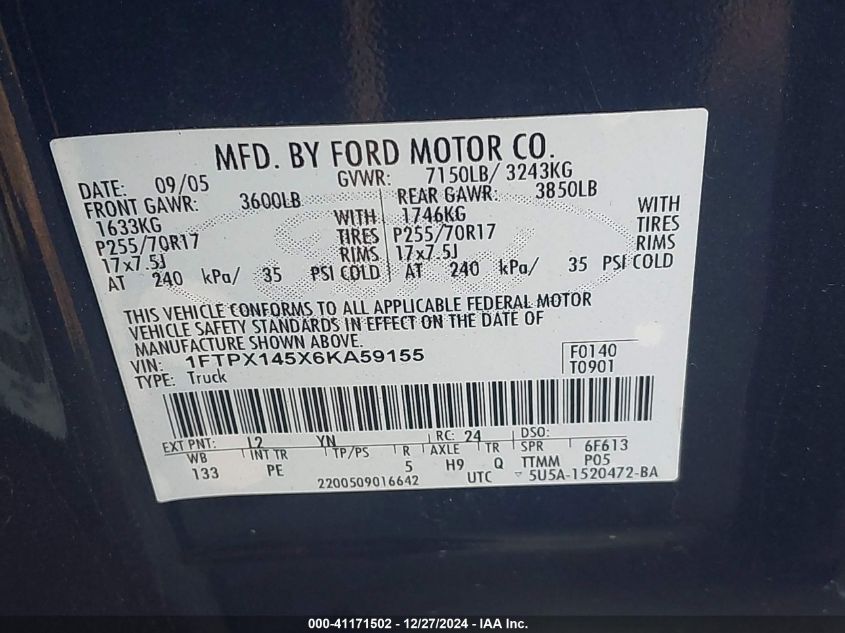 MFD. BY FORD MOTOR CO.
DATE: 09/05 GVWR: 7150LB/ 3243KG
FRONT GAWR: 3600LB REAR GAWR: 3850LB
1633KG WITH 1746KG WITH
P255/70R17 TIRES P255/70R17 TIRES
17x7.5J RIMS 17x7.5J RIMS
AT 240 kPa/ 35 PSI COLD AT 240 kPa/ 35 PSI COLD
THIS VEHICLE CONFORMS TO ALL APPLICABLE FEDERAL MOTOR
VEHICLE SAFETY STANDARDS IN EFFECT ON THE DATE OF
MANUFACTURE SHOWN ABOVE.
VIN: 1FTPX145X6KA59155 F0140
TYPE: Truck T0901
EXT PNT: L2 YN RC: 24 DSO:
WB INT TR TP/PS R AXLE TR SPR 6F613
133 PE 5 H9 Q TTMM P05
2200509016642 UTC 5U5A-1520472-BA
000-41171502 - 12/27/2024 - IAA Inc.